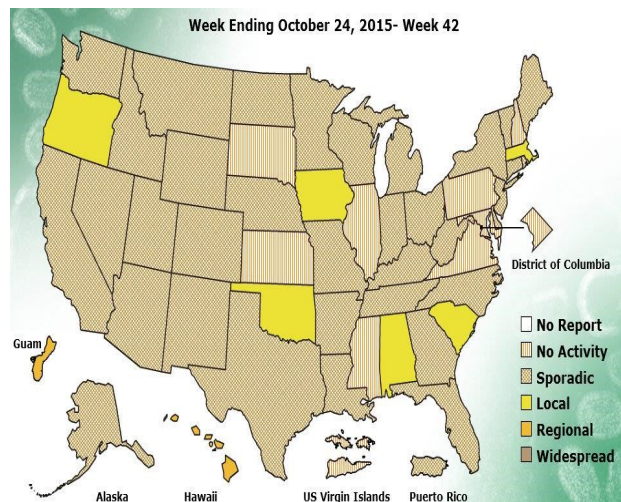 Week Ending October 24, 2015- Week 42
District of Columbia
Guam
No Report
No Activity
Sporadic
Local
Regional
Widespread
Alaska
Hawaii
US Virgin Islands
Puerto Rico